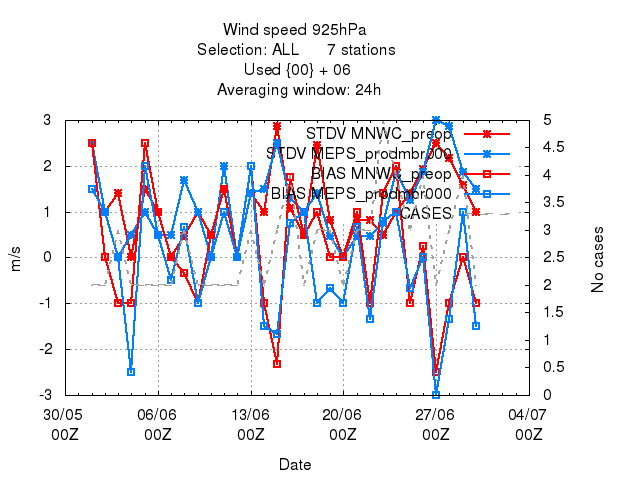 Wind speed 925hPa
Selection: ALL 7 stations
Used {00} + 06
Averaging window: 24h
STDV MNWC_preop
STDV MEPS_prodmbr000
BIAS MNWC_preop
BIAS MEPS_prodmbr000
CASES
3
2
1
0
-1
-2
-3
m/s
5
4.5
4
3.5
3
2.5
2
1.5
1
0.5
0
No cases
30/05 06/06 13/06 20/06 27/06 04/07
00Z 00Z 00Z 00Z 00Z 00Z
Date